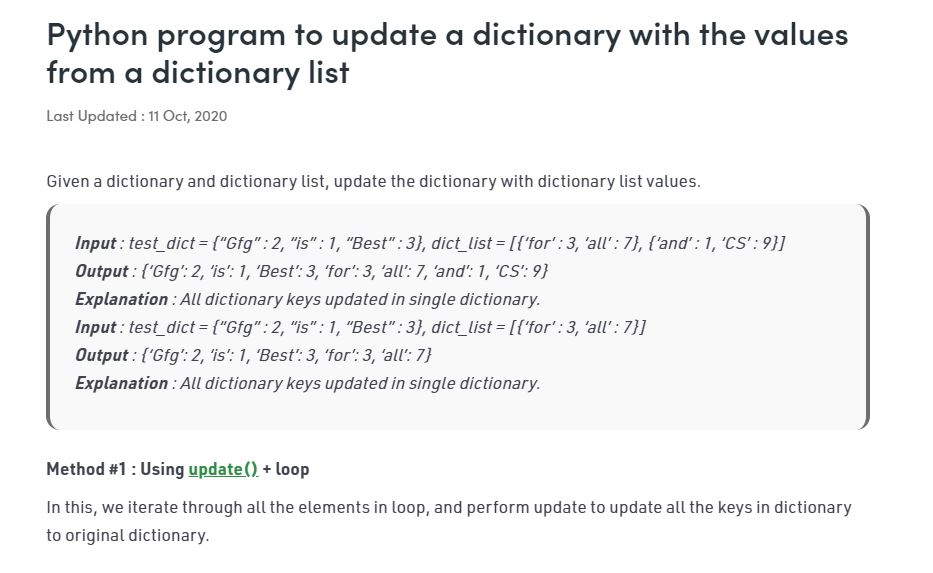 Python program to update a dictionary with the values
from a dictionary list
Last Updated : 11 Oct, 2020
Given a dictionary and dictionary list, update the dictionary with dictionary list values.
Input : test_dict = {“Gfg” : 2, “is” : 1, “Best” : 3}, dict_list = [{‘for’ : 3, ‘all’ : 7}, {‘and’ : 1, ‘CS’ : 9}]
Output : {‘Gfg’: 2, ‘is’: 1, ‘Best’: 3, ‘for’: 3, ‘all’: 7, ‘and’: 1, ‘CS’: 9}
Explanation : All dictionary keys updated in single dictionary.
Input : test_dict = {“Gfg” : 2, “is” : 1, “Best” : 3}, dict_list = [{‘for’ : 3, ‘all’ : 7}]
Output : {‘Gfg’: 2, ‘is’: 1, ‘Best’: 3, ‘for’: 3, ‘all’: 7}
Explanation : All dictionary keys updated in single dictionary.
Method #1 : Using update() + loop
In this, we iterate through all the elements in loop, and perform update to update all the keys in dictionary
to original dictionary.